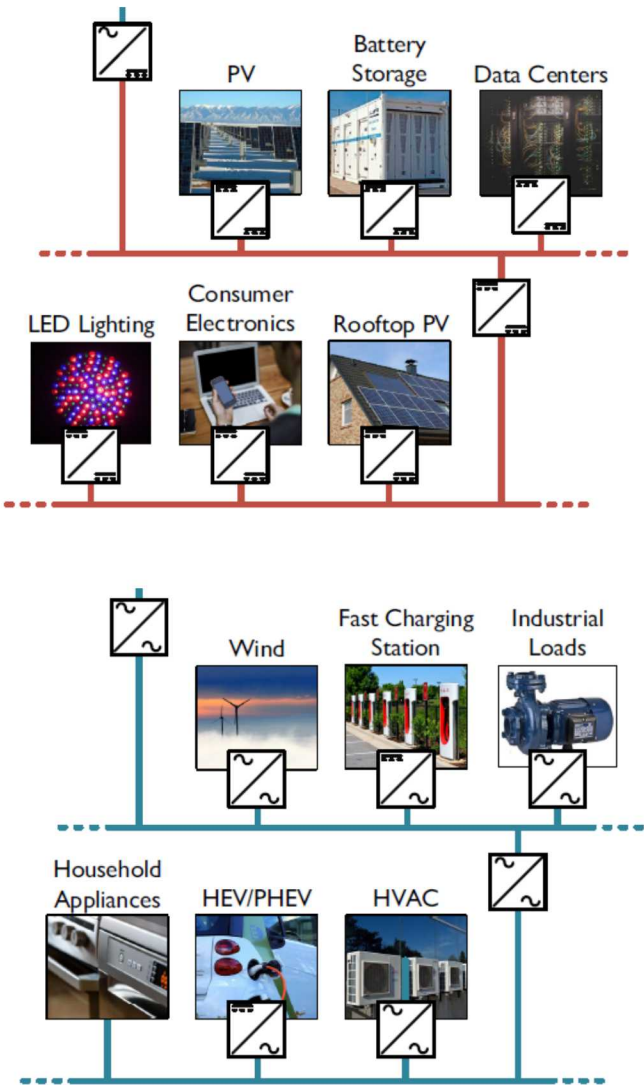 PV
Battery
Storage
Data Centers
LED Lighting
Consumer
Electronics
Rooftop PV
Wind
Fast Charging
Station
Industrial
Loads
Household
Appliances
HEV/PHEV
HVAC